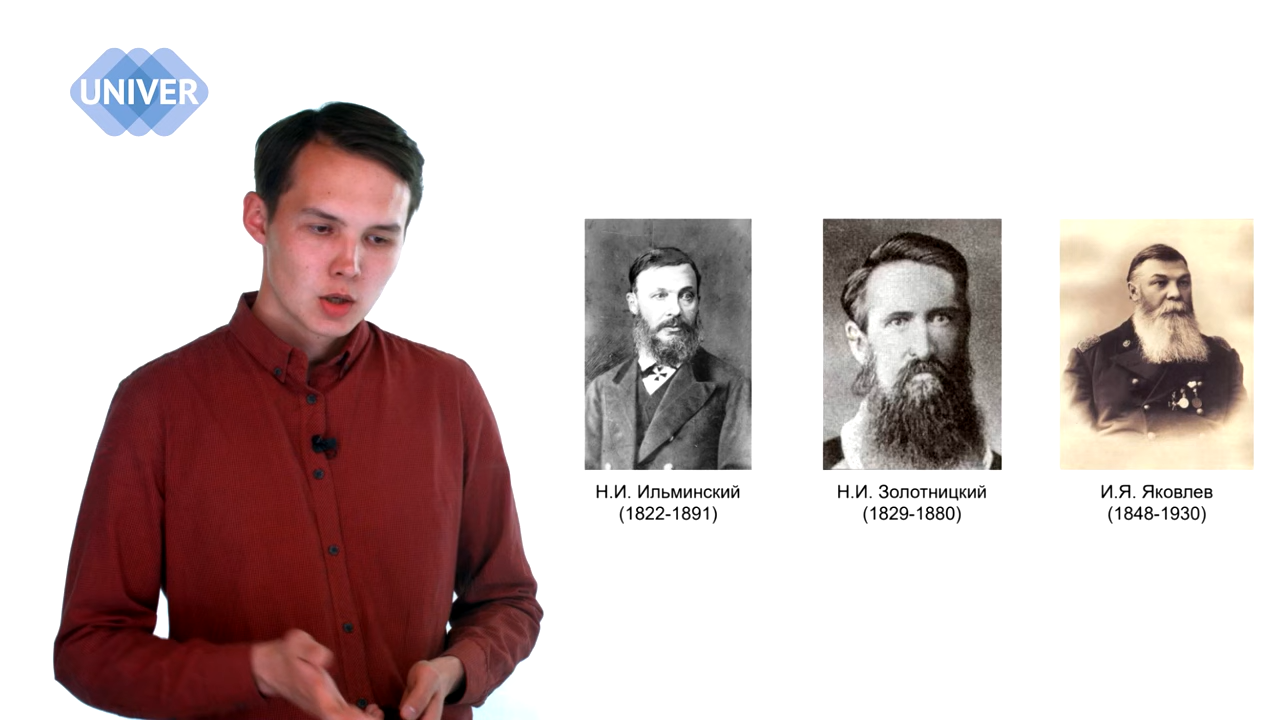 UNIVER
Н.И. Ильминский
(1822-1891)
Н.И. Золотницкий
(1829-1880)
И.Я. Яковлев
(1848-1930)